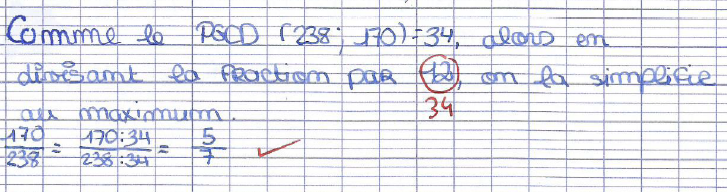 Comme le PGCD (238; 170)=34, alors en
divisant la fraction par 12, on la simplifie
34
au maximum.
170/238 = 170:34/238:34 = 5/7 ✓